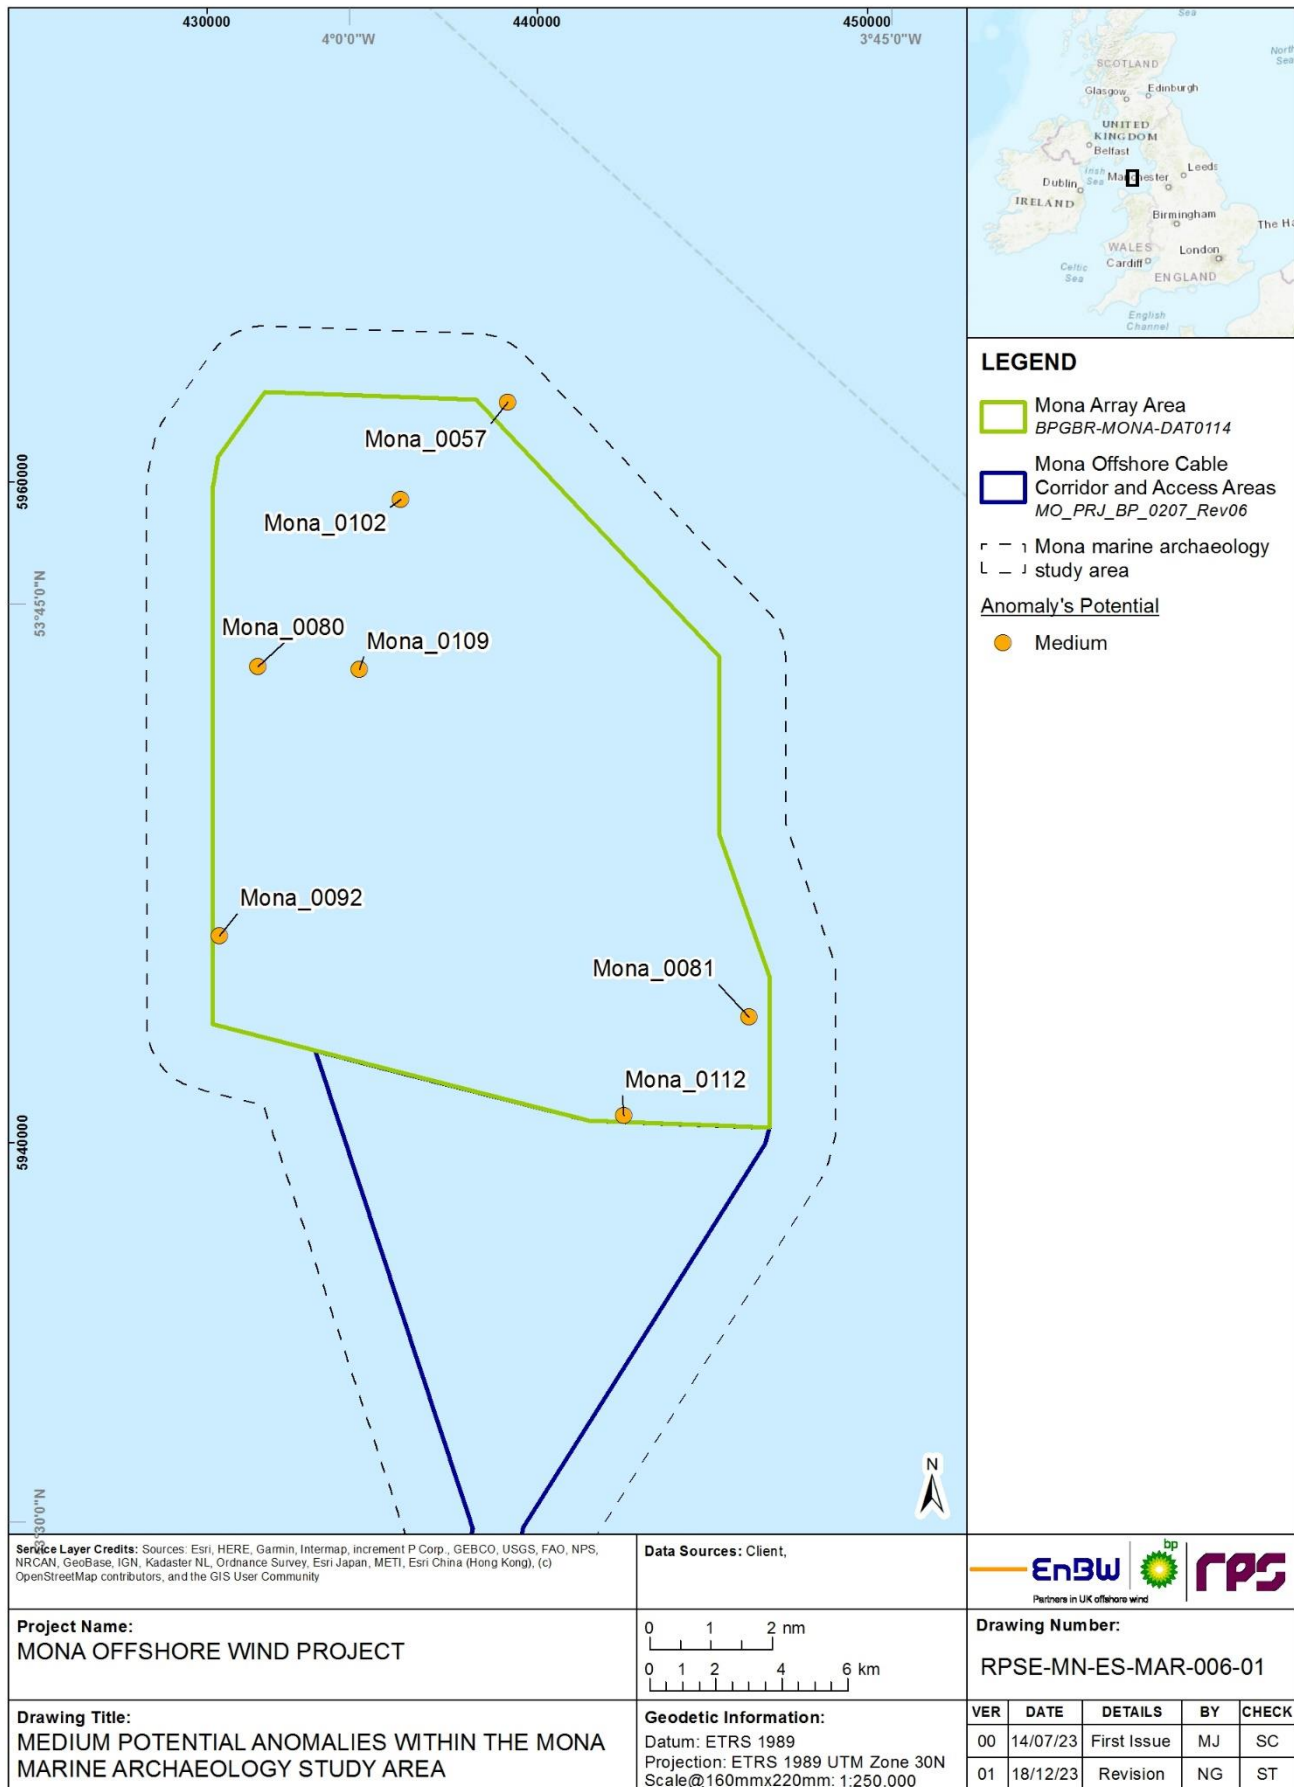 430000
440000
450000
4°0'0"W
3°45'0"W
5960000
53°45'0"N
5940000
53°30'0"N
Mona_0057
Mona_0102
Mona_0080
Mona_0109
Mona_0092
Mona_0081
Mona_0112
N
Sea
North
Sea
SCOTLAND
Glasgow
Edinburgh
UNITED
KINGDOM
Belfast
Irish
Sea
Leeds
Dublin
Manchester
IRELAND
Birmingham
The Ha
WALES
London
Cardiff
Celtic
Sea
ENGLAND
English
Channel
LEGEND
Mona Array Area
BPGBR-MONA-DAT0114
Mona Offshore Cable
Corridor and Access Areas
MO_PRJ_BP_0207_Rev06
Mona marine archaeology
study area
Anomaly's Potential
Medium
Service Layer Credits: Sources: Esri, HERE, Garmin, Intermap, increment P Corp., GEBCO, USGS, FAO, NPS,
NRCAN, GeoBase, IGN, Kadaster NL, Ordnance Survey, Esri Japan, METI, Esri China (Hong Kong), (c)
OpenStreetMap contributors, and the GIS User Community
Data Sources: Client,
EnBW
bp
rps
Partners in UK offshore wind
Project Name:
MONA OFFSHORE WIND PROJECT
0 1 2 nm
0 1 2 4 6 km
Drawing Number:
RPSE-MN-ES-MAR-006-01
Drawing Title:
MEDIUM POTENTIAL ANOMALIES WITHIN THE MONA
MARINE ARCHAEOLOGY STUDY AREA
Geodetic Information:
Datum: ETRS 1989
Projection: ETRS 1989 UTM Zone 30N
Scale@160mmx220mm: 1:250,000
VER DATE DETAILS BY CHECK
00 14/07/23 First Issue MJ SC
01 18/12/23 Revision NG ST